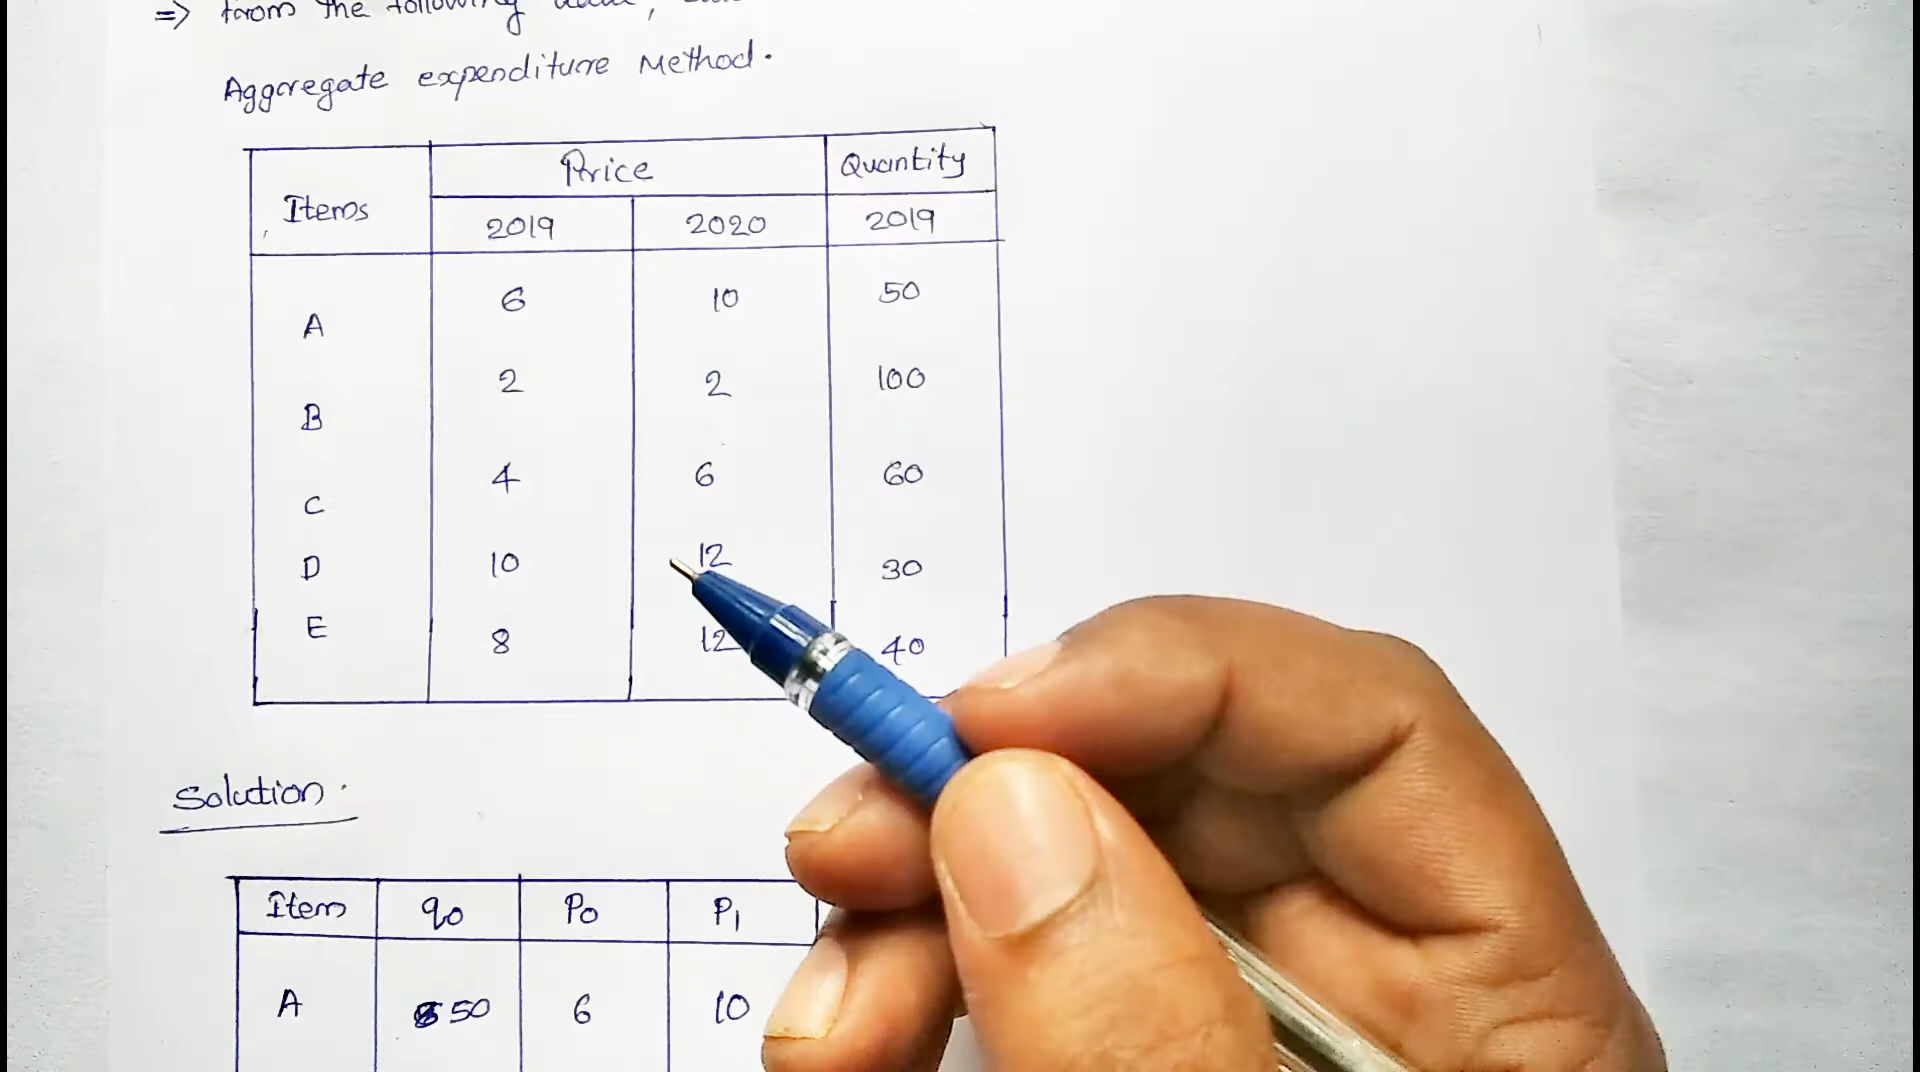 => from the following
Aggregate expenditure Method.
Items Price Quantity
2019 2020 2019
A 6 10 50
B 2 2 100
C 4 6 60
D 10 12 30
E 8 12 40
Solution.
Item q0 P0 P1
A 50 6 10